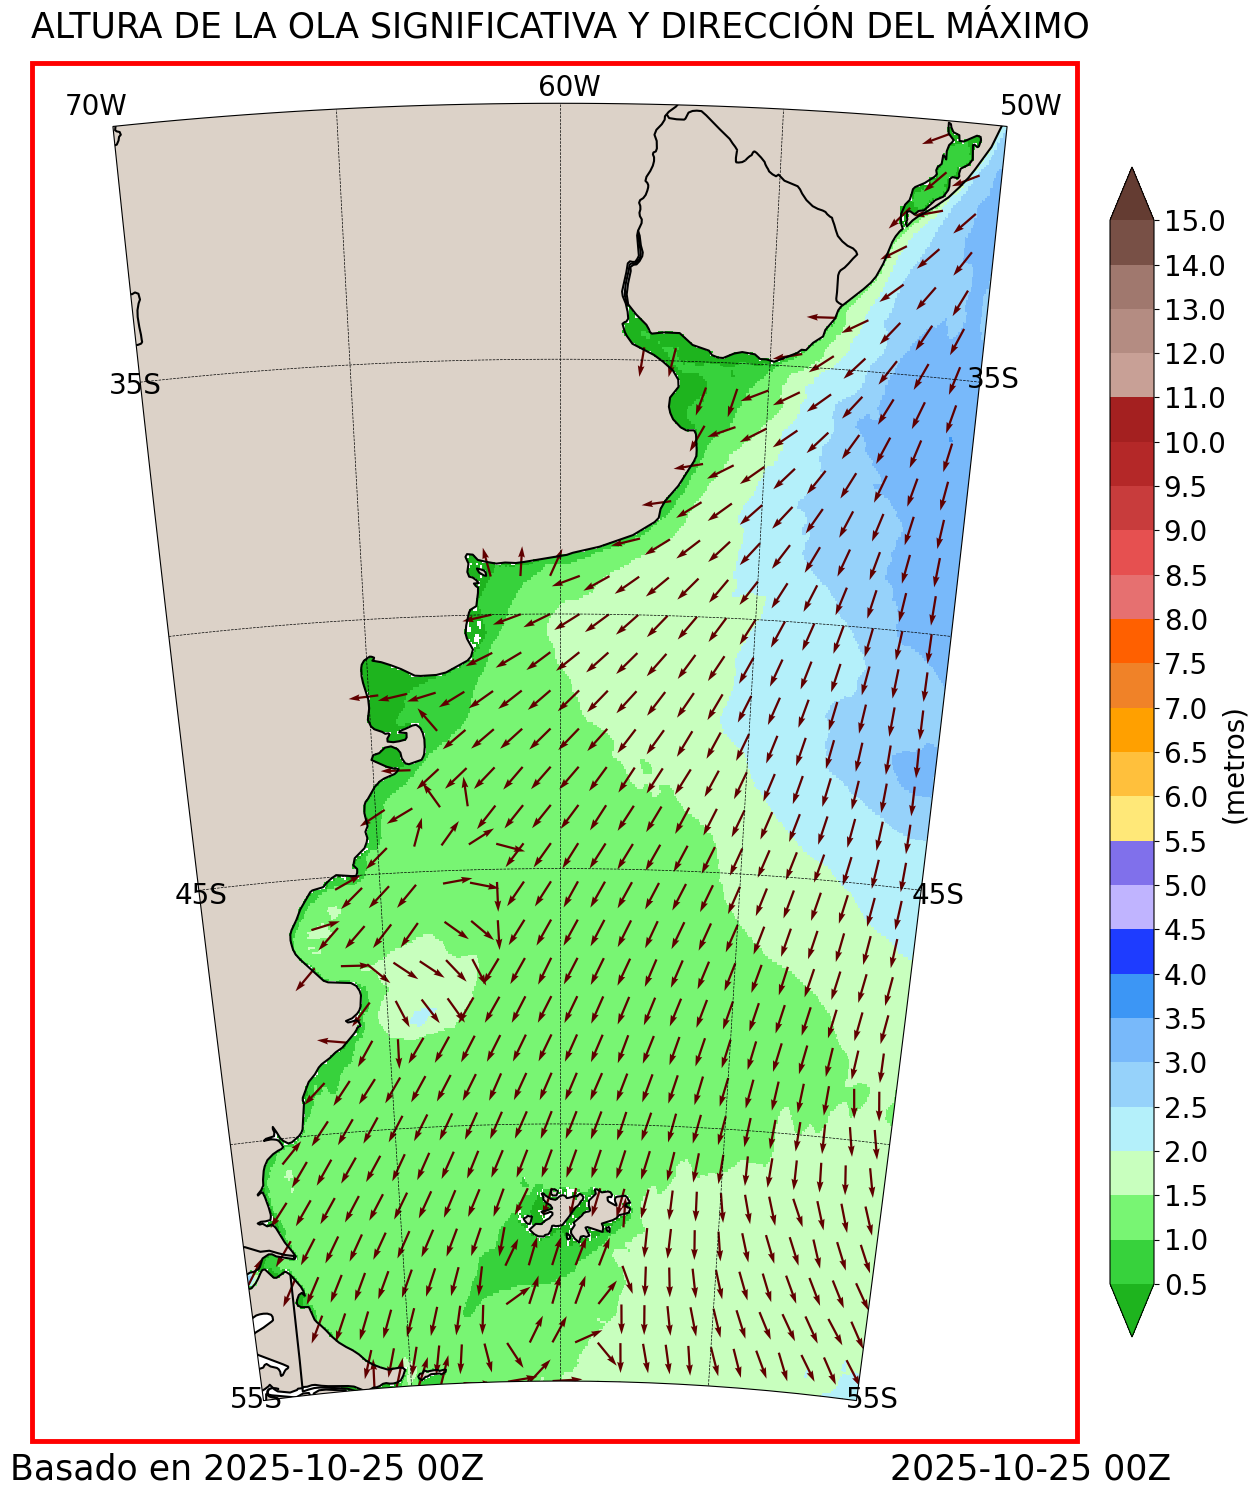 ALTURA DE LA OLA SIGNIFICATIVA Y DIRECCIÓN DEL MÁXIMO
70W
60W
50W
35S
35S
45S
45S
55S
55S
15.0
14.0
13.0
12.0
11.0
10.0
9.5
9.0
8.5
8.0
7.5
7.0
6.5
6.0
5.5
5.0
4.5
4.0
3.5
3.0
2.5
2.0
1.5
1.0
0.5
(metros)
Basado en 2025-10-25 00Z
2025-10-25 00Z